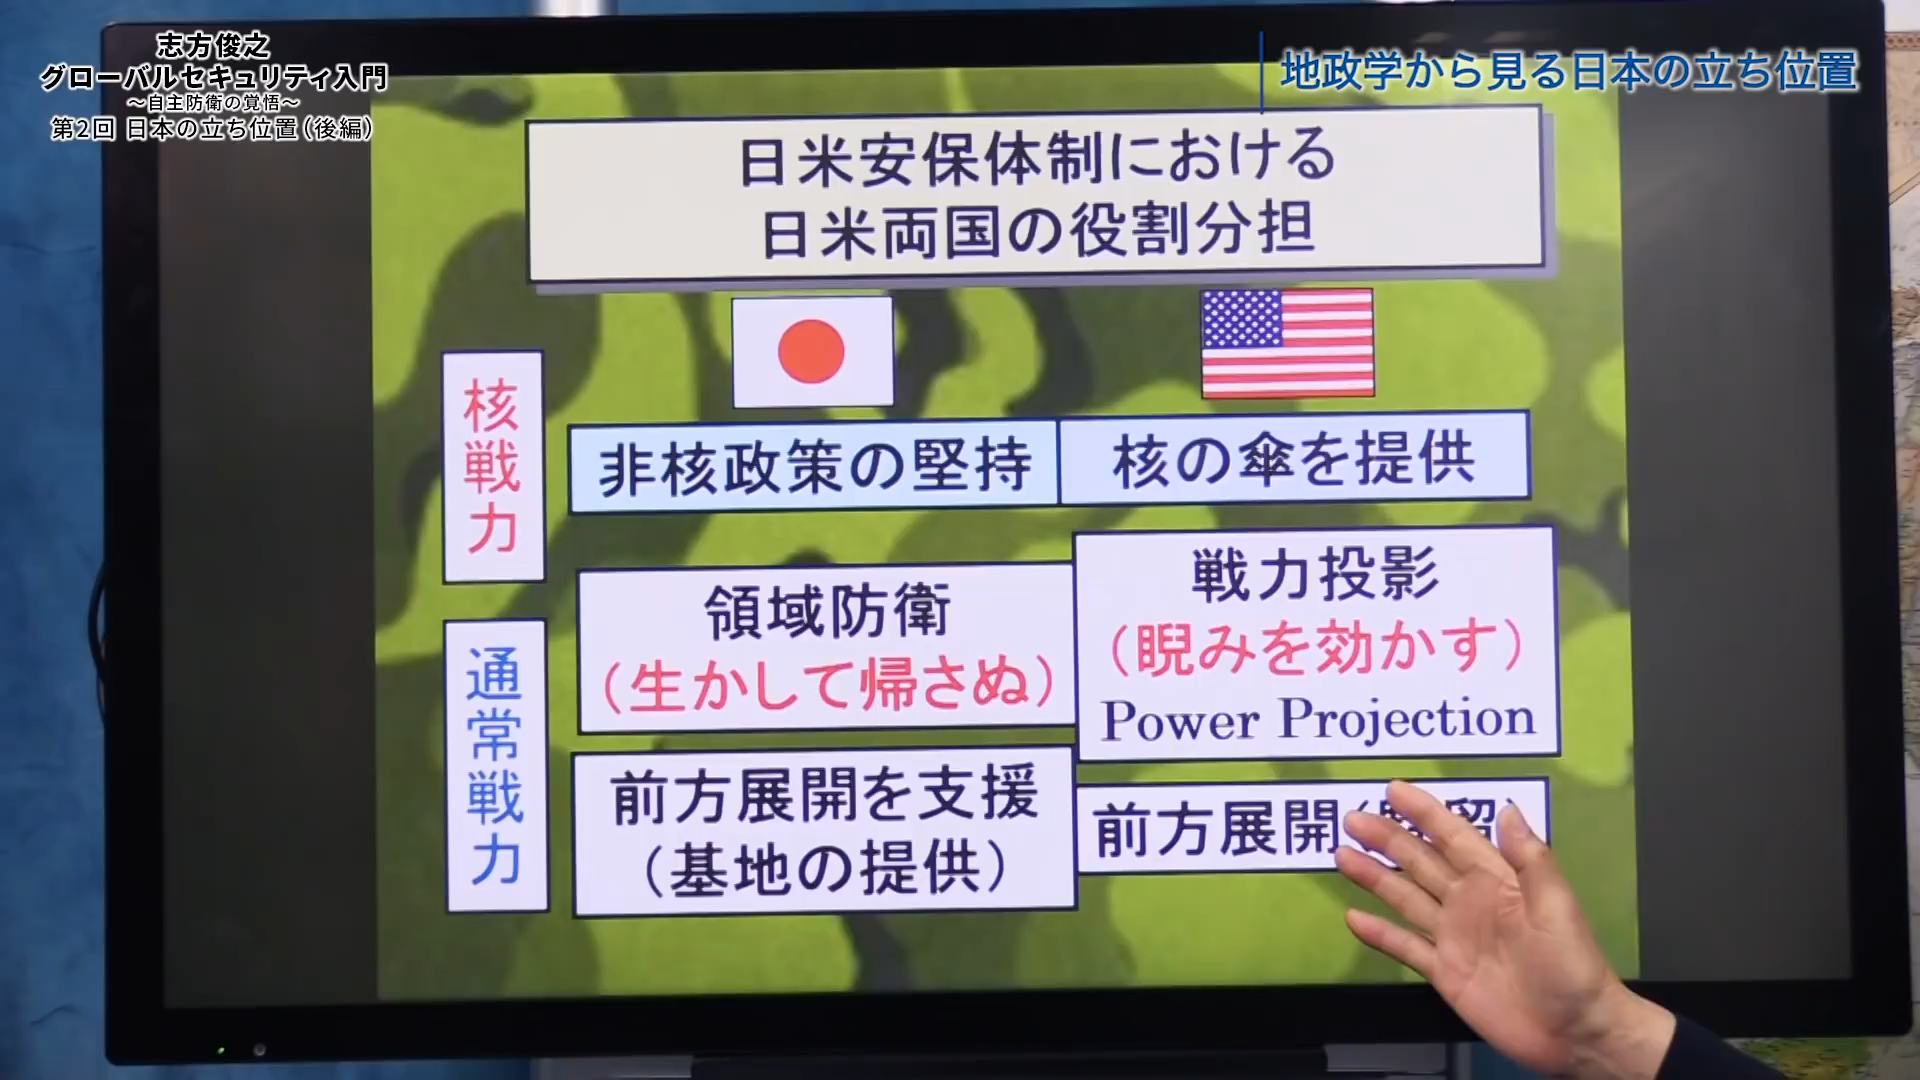 志方俊之
グローバルセキュリティ入門
～自主防衛の覚悟～
第2回 日本の立ち位置(後編)
地政学から見る日本の立ち位置
日米安保体制における
日米両国の役割分担
核戦力
非核政策の堅持
核の傘を提供
通常戦力
領域防衛
(生かして帰さぬ)
戦力投影
(睨みを効かす)
Power Projection
前方展開を支援
(基地の提供)
前方展開